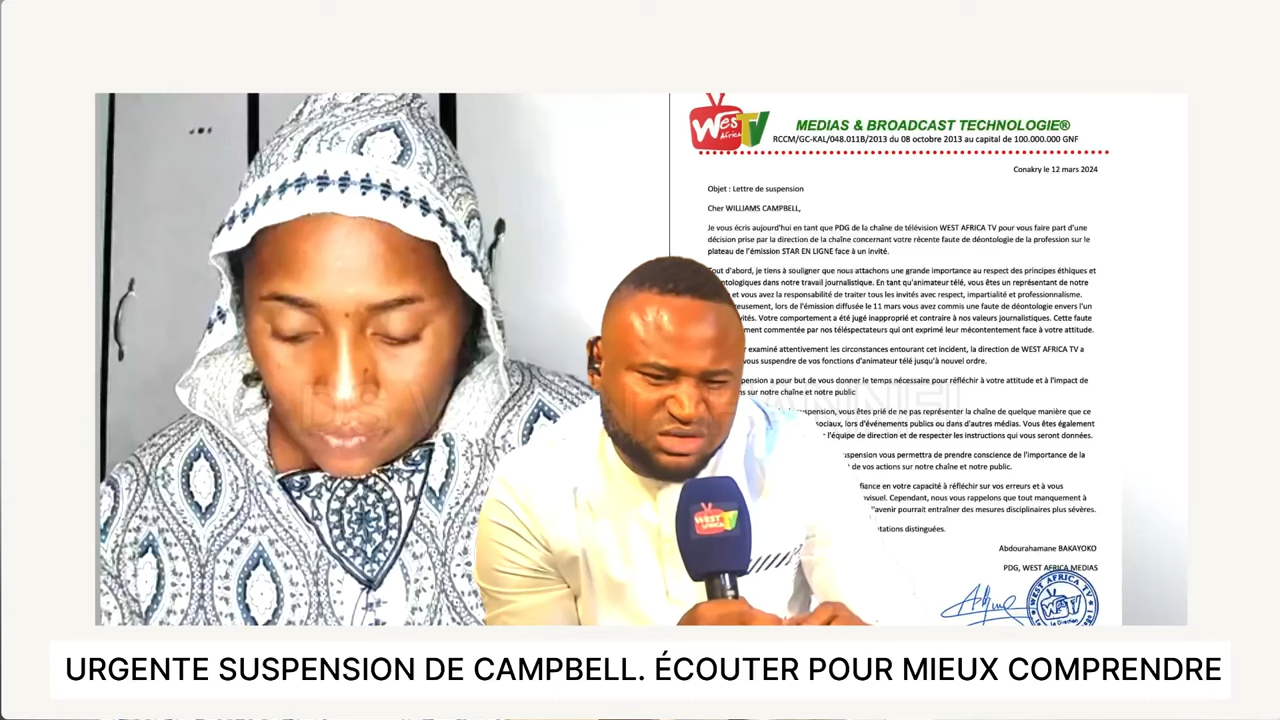 West Africa TV
MEDIAS & BROADCAST TECHNOLOGIE®
RCCM/GC-KAL/048.011B/2013 du 08 octobre 2013 au capital de 100.000.000 GNF
Conakry le 12 mars 2024
Objet : Lettre de suspension
Cher WILLIAMS CAMPBELL,
Je vous écris aujourd'hui en tant que PDG de la chaîne de télévision WEST AFRICA TV pour vous faire part d'une
décision prise par la direction de la chaîne concernant votre récente faute de déontologie de la profession sur le
plateau de l'émission STAR EN LIGNE face à un invité.
Tout d'abord, je tiens à souligner que nous attachons une grande importance au respect des principes éthiques et
dans notre travail journalistique. En tant qu'animateur télé, vous êtes un représentant de notre
et vous avez la responsabilité de traiter tous les invités avec respect, impartialité et professionnalisme.
lors de l'émission diffusée le 11 mars vous avez commis une faute de déontologie envers l'un
Votre comportement a été jugé inapproprié et contraire à nos valeurs journalistiques. Cette faute
commentée par nos téléspectateurs qui ont exprimé leur mécontentement face à votre attitude.
examiné attentivement les circonstances entourant cet incident, la direction de WEST AFRICA TV a
vous suspendre de vos fonctions d'animateur télé jusqu'à nouvel ordre.
a pour but de vous donner le temps nécessaire pour réfléchir à votre attitude et à l'impact de
sur notre chaîne et notre public
suspension, vous êtes prié de ne pas représenter la chaîne de quelque manière que ce
sociaux, lors d'événements publics ou dans d'autres médias. Vous êtes également
l'équipe de direction et de respecter les instructions qui vous seront données.
vous permettra de prendre conscience de l'importance de la
de vos actions sur notre chaîne et notre public.
en votre capacité à réfléchir sur vos erreurs et à vous
Cependant, nous vous rappelons que tout manquement à
l'avenir pourrait entraîner des mesures disciplinaires plus sévères.
distinguées.
Abdourahamane BAKAYOKO
PDG, WEST AFRICA MEDIAS
WEST AFRICA TV
West TV
La Direction
WEST AFRICA TV
URGENTE SUSPENSION DE CAMPBELL. ÉCOUTER POUR MIEUX COMPRENDRE